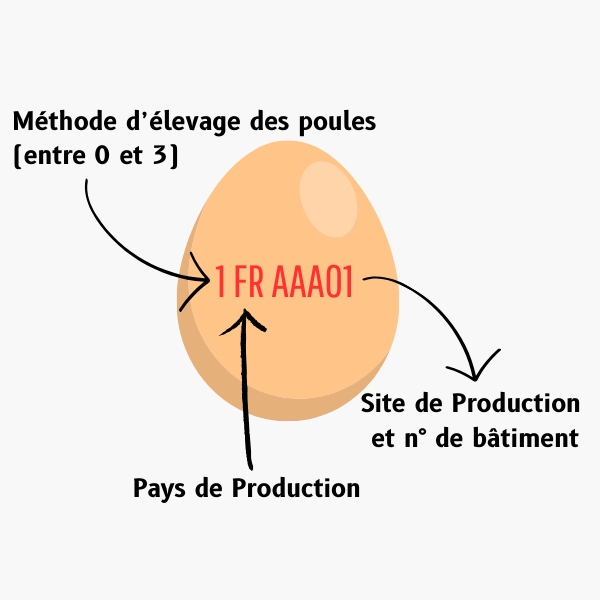 Méthode d’élevage des poules
(entre 0 et 3)
1 FR AAA01
Site de Production
et n° de bâtiment
Pays de Production